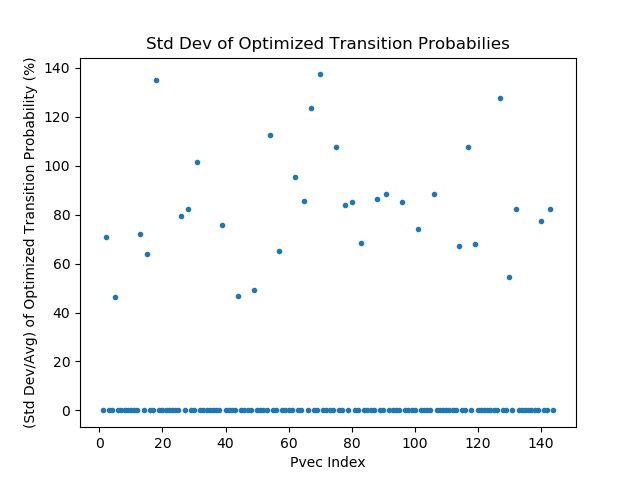 Std Dev of Optimized Transition Probabilies
(Std Dev/Avg) of Optimized Transition Probability (%)
140
120
100
80
60
40
20
0
0 20 40 60 80 100 120 140
Pvec Index